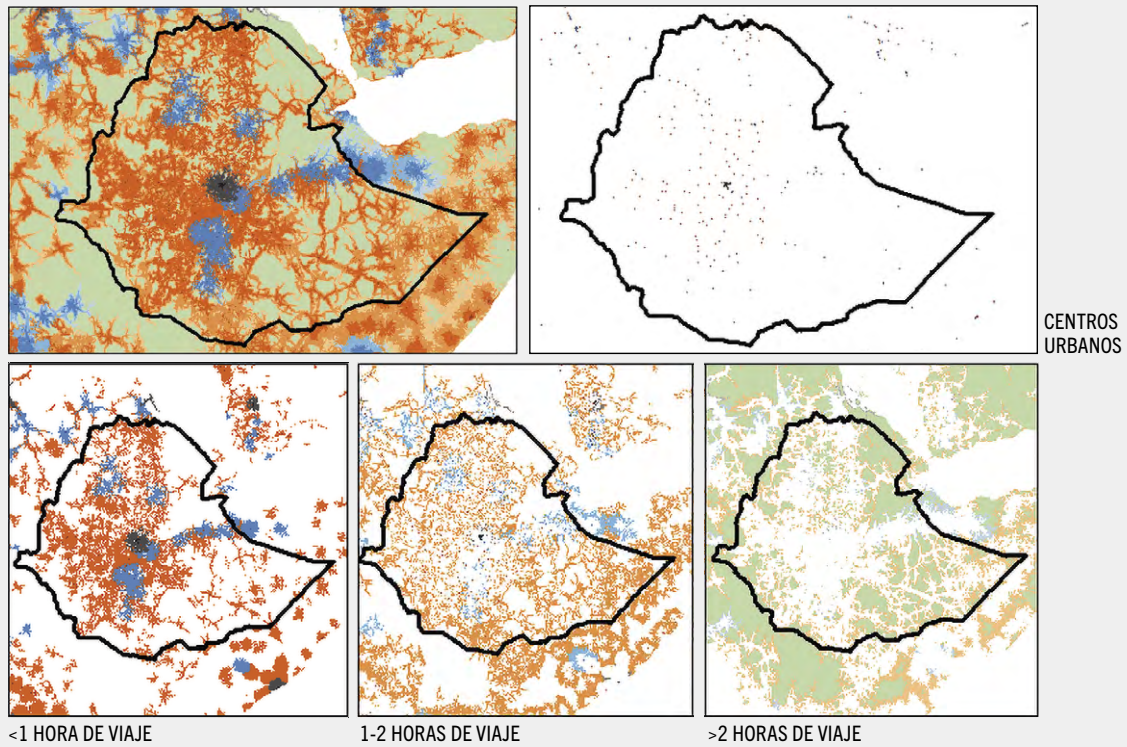 CENTROS
URBANOS
<1 HORA DE VIAJE
1-2 HORAS DE VIAJE
>2 HORAS DE VIAJE